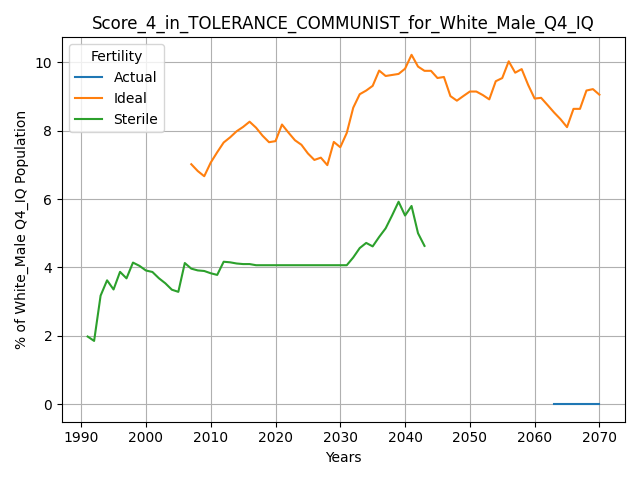 Score_4_in_TOLERANCE_COMMUNIST_for_White_Male_Q4_IQ
Fertility
Actual
Ideal
Sterile
% of White_Male Q4_IQ Population
10
8
6
4
2
0
1990 2000 2010 2020 2030 2040 2050 2060 2070
Years